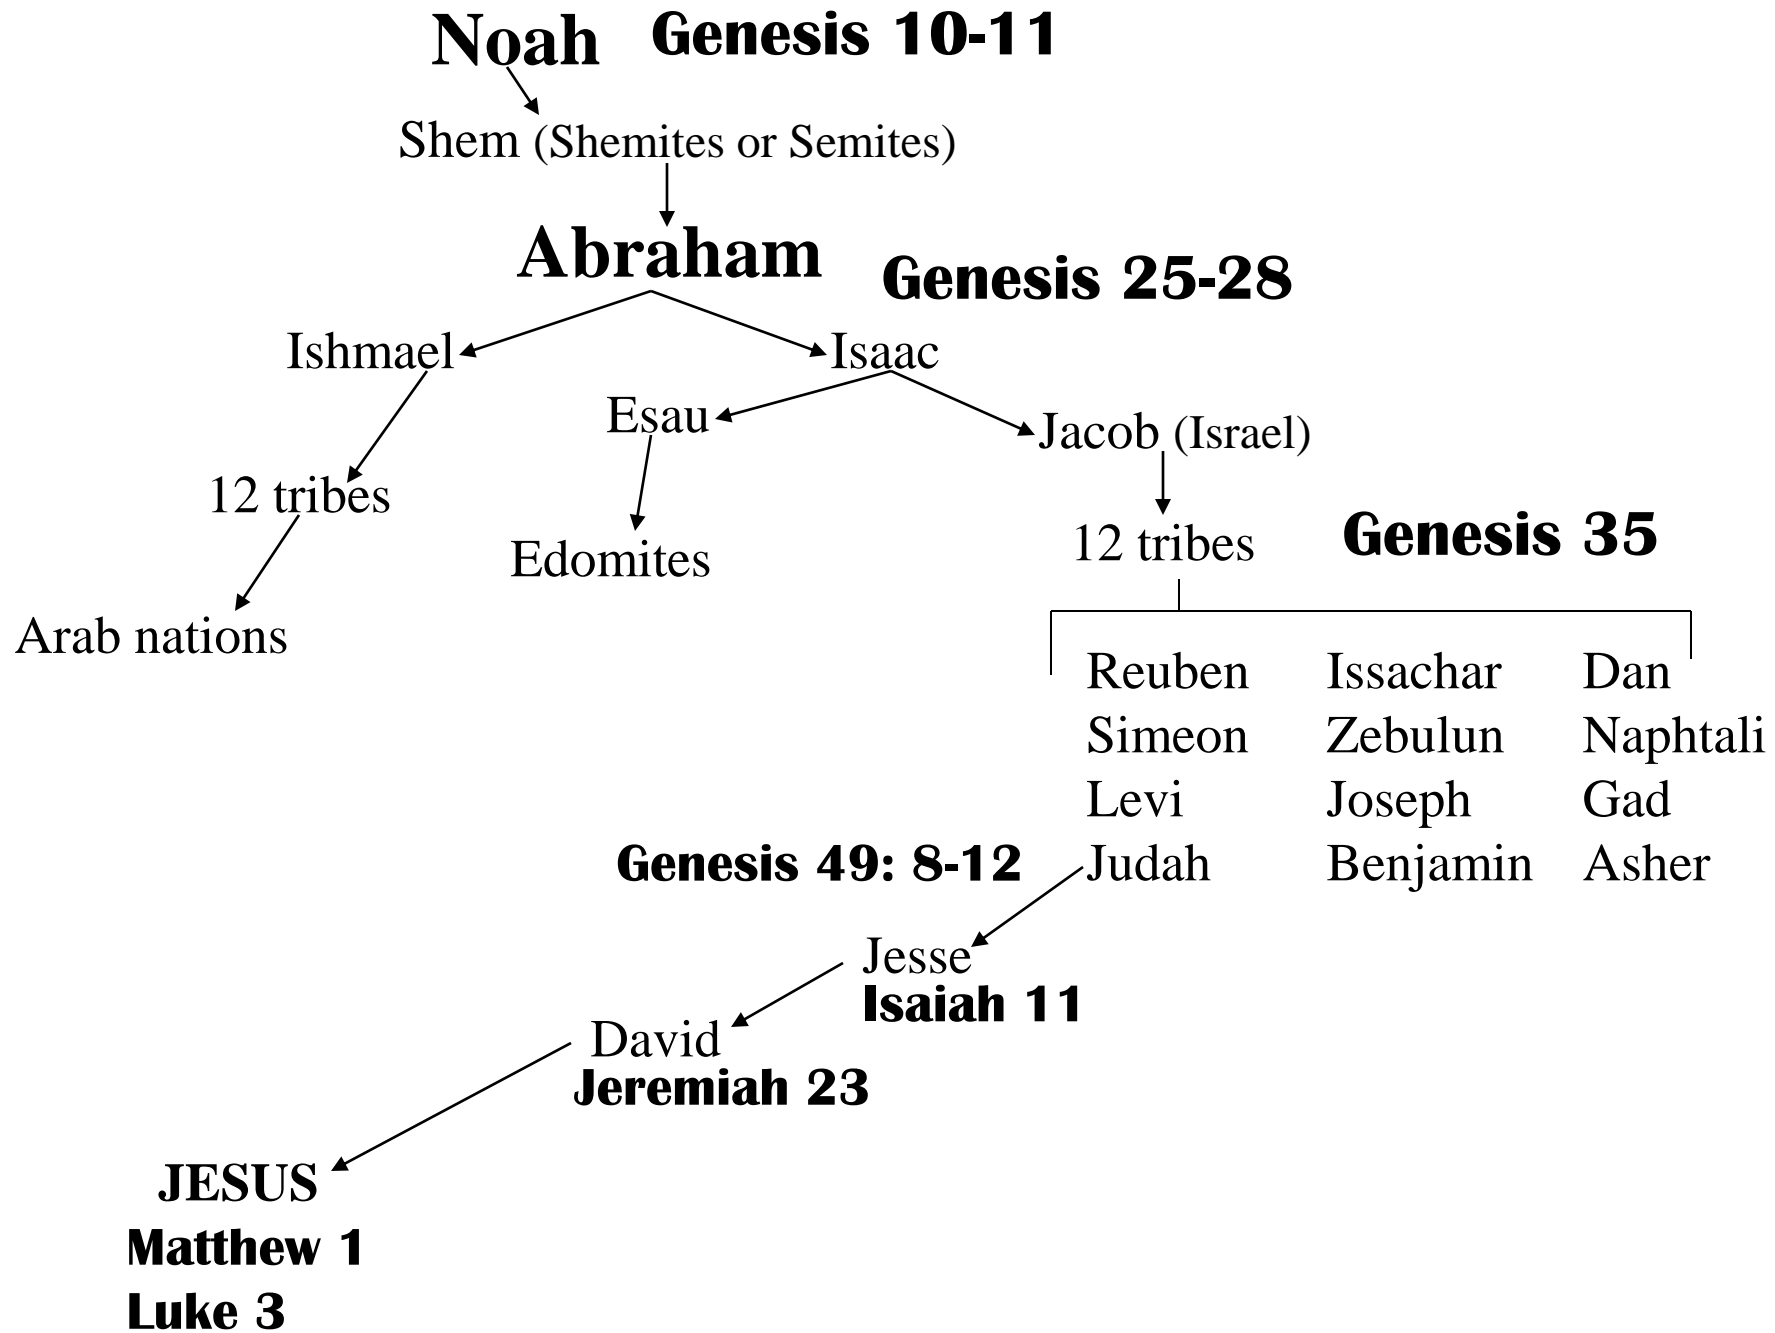 Noah Genesis 10-11
Shem (Shemites or Semites)
Abraham
Genesis 25-28
Ishmael Isaac
Esau
Jacob (Israel)
12 tribes
12 tribes Genesis 35
Edomites
Arab nations
Reuben Issachar Dan
Simeon Zebulun Naphtali
Levi Joseph Gad
Genesis 49: 8-12 Judah Benjamin Asher
Jesse
Isaiah 11
David
Jeremiah 23
JESUS
Matthew 1
Luke 3